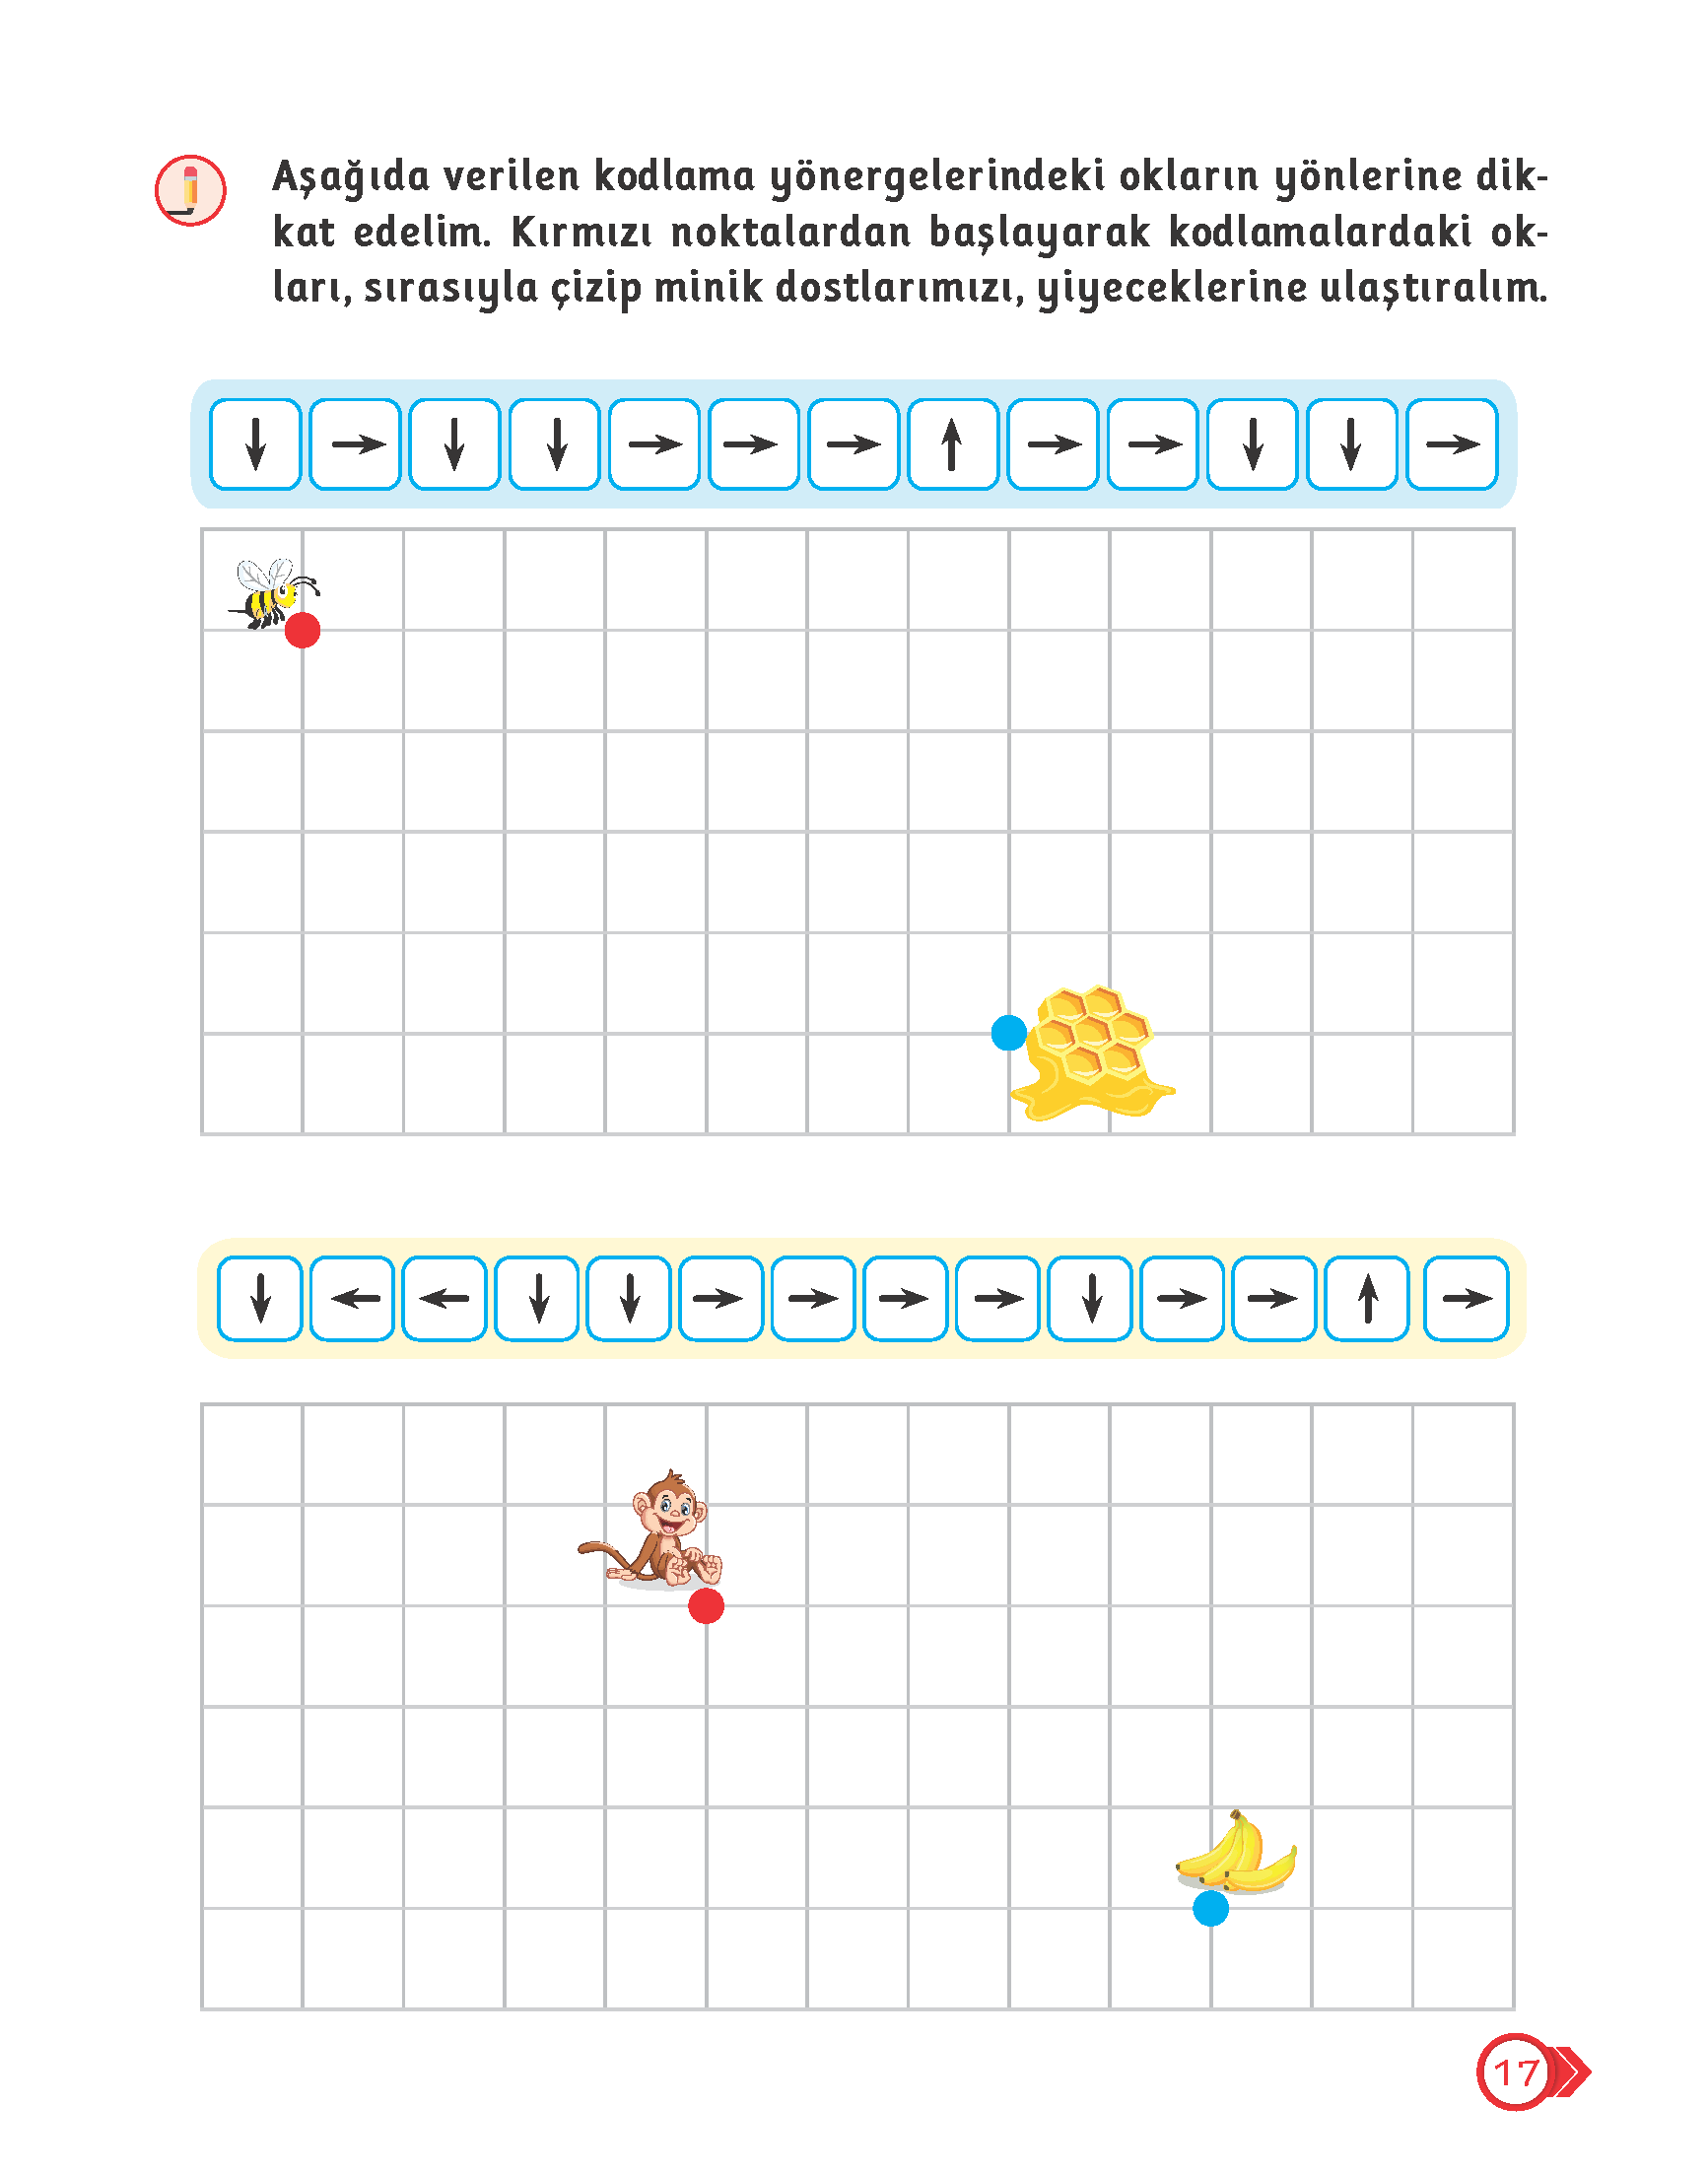 Aşağıda verilen kodlama yönergelerindeki okların yönlerine dik-
kat edelim. Kırmızı noktalardan başlayarak kodlamalardaki ok-
ları, sırasıyla çizip minik dostlarımızı, yiyeceklerine ulaştıralım.
17